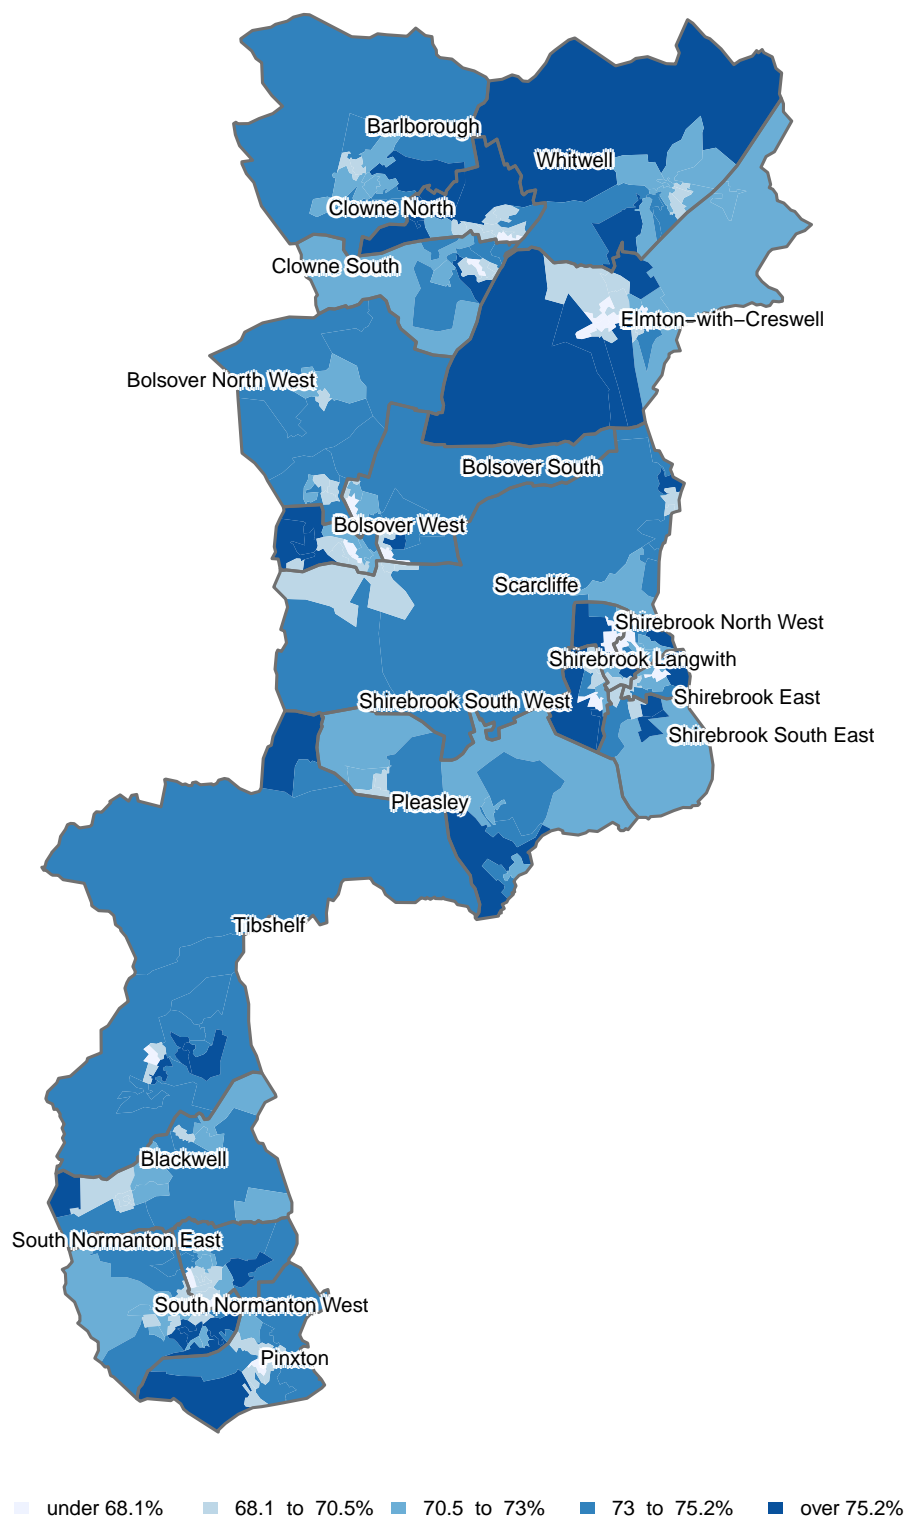 Barlborough
Whitwell
Clowne North
Clowne South
Elmton−with−Creswell
Bolsover North West
Bolsover South
Bolsover West
Scarcliffe
Shirebrook North West
Shirebrook Langwith
Shirebrook South West
Shirebrook East
Shirebrook South East
Pleasley
Tibshelf
Blackwell
South Normanton East
South Normanton West
Pinxton
under 68.1% 68.1 to 70.5% 70.5 to 73% 73 to 75.2% over 75.2%